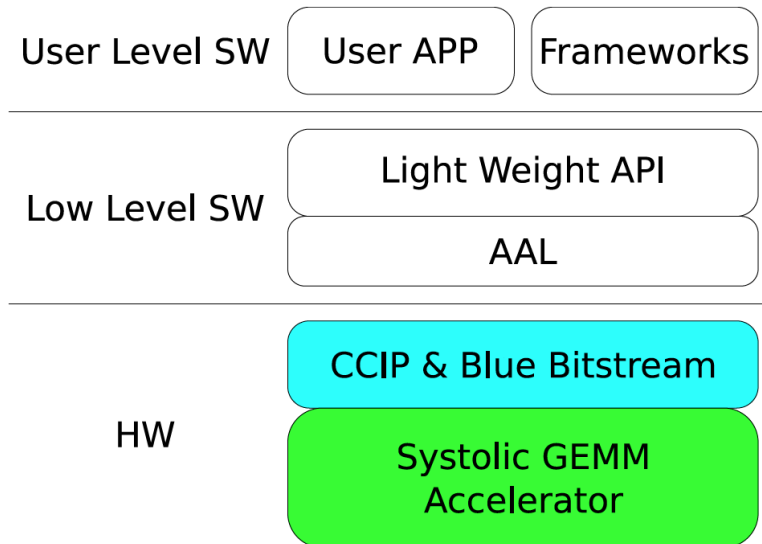 User Level SW
User APP
Frameworks
Low Level SW
Light Weight API
AAL
HW
CCIP & Blue Bitstream
Systolic GEMM
Accelerator